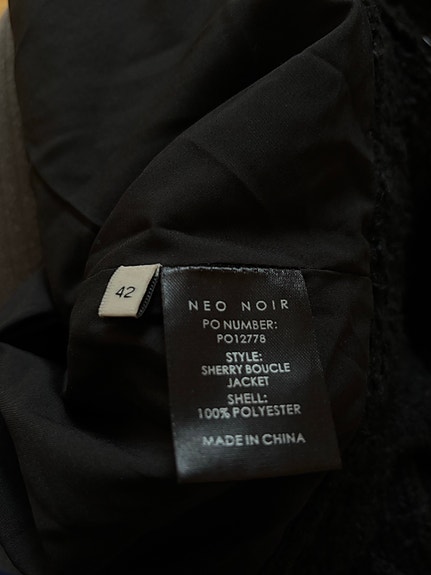 42
NEO NOIR
PO NUMBER:
PO12778
STYLE:
SHERRY BOUCLE
JACKET
SHELL:
100% POLYESTER
MADE IN CHINA